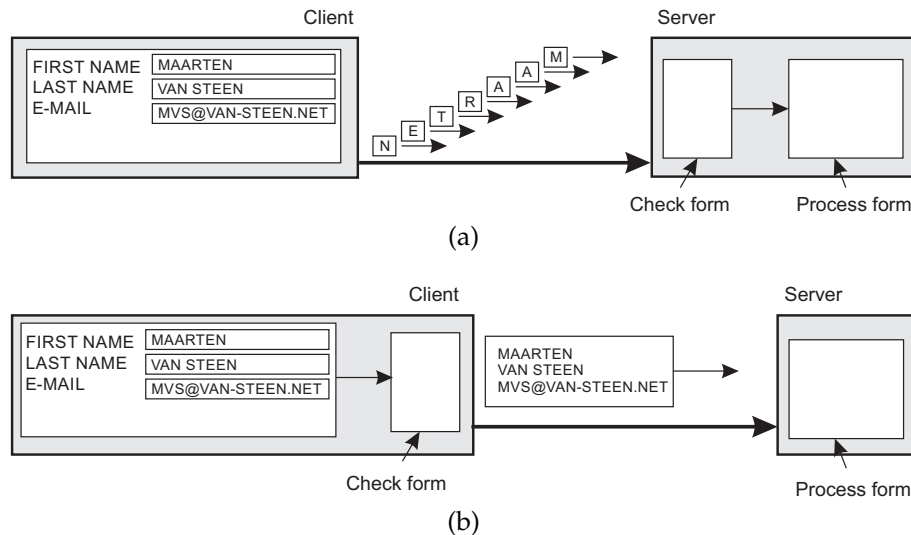 Client
Server
FIRST NAME
MAARTEN
LAST NAME
VAN STEEN
E-MAIL
MVS@VAN-STEEN.NET
N
E
T
R
A
A
M
Check form
Process form
(a)
Client
Server
FIRST NAME
MAARTEN
LAST NAME
VAN STEEN
E-MAIL
MVS@VAN-STEEN.NET
MAARTEN
VAN STEEN
MVS@VAN-STEEN.NET
Check form
Process form
(b)